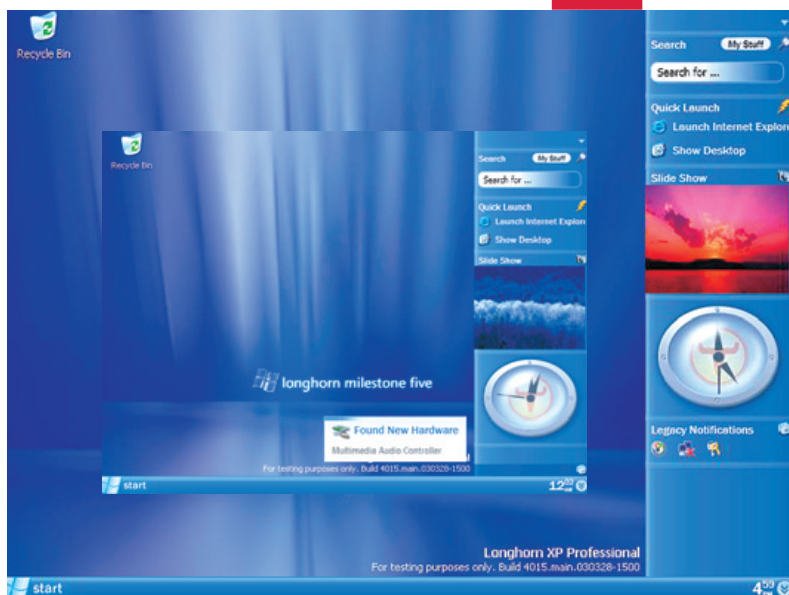 Recycle Bin
Search My Stuff
Search for ...
Quick Launch
Launch Internet Explor
Show Desktop
Slide Show
Legacy Notifications
Longhorn XP Professional
For testing purposes only. Build 4015.main.030328-1500
start
4:59
Recycle Bin
Search My Stuff
Search for ...
Quick Launch
Launch Internet Explor
Show Desktop
Slide Show
longhorn milestone five
Found New Hardware
Multimedia Audio Controller
For testing purposes only. Build 4015.main.030328-1500
start